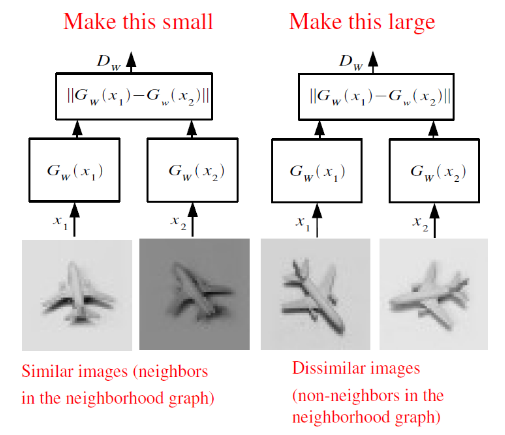 Make this small
Make this large
D_W
D_W
||G_W(x_1)-G_w(x_2)||
||G_W(x_1)-G_w(x_2)||
G_W(x_1)
G_W(x_2)
G_W(x_1)
G_W(x_2)
x_1
x_2
x_1
x_2
Similar images (neighbors
in the neighborhood graph)
Dissimilar images
(non-neighbors in the
neighborhood graph)